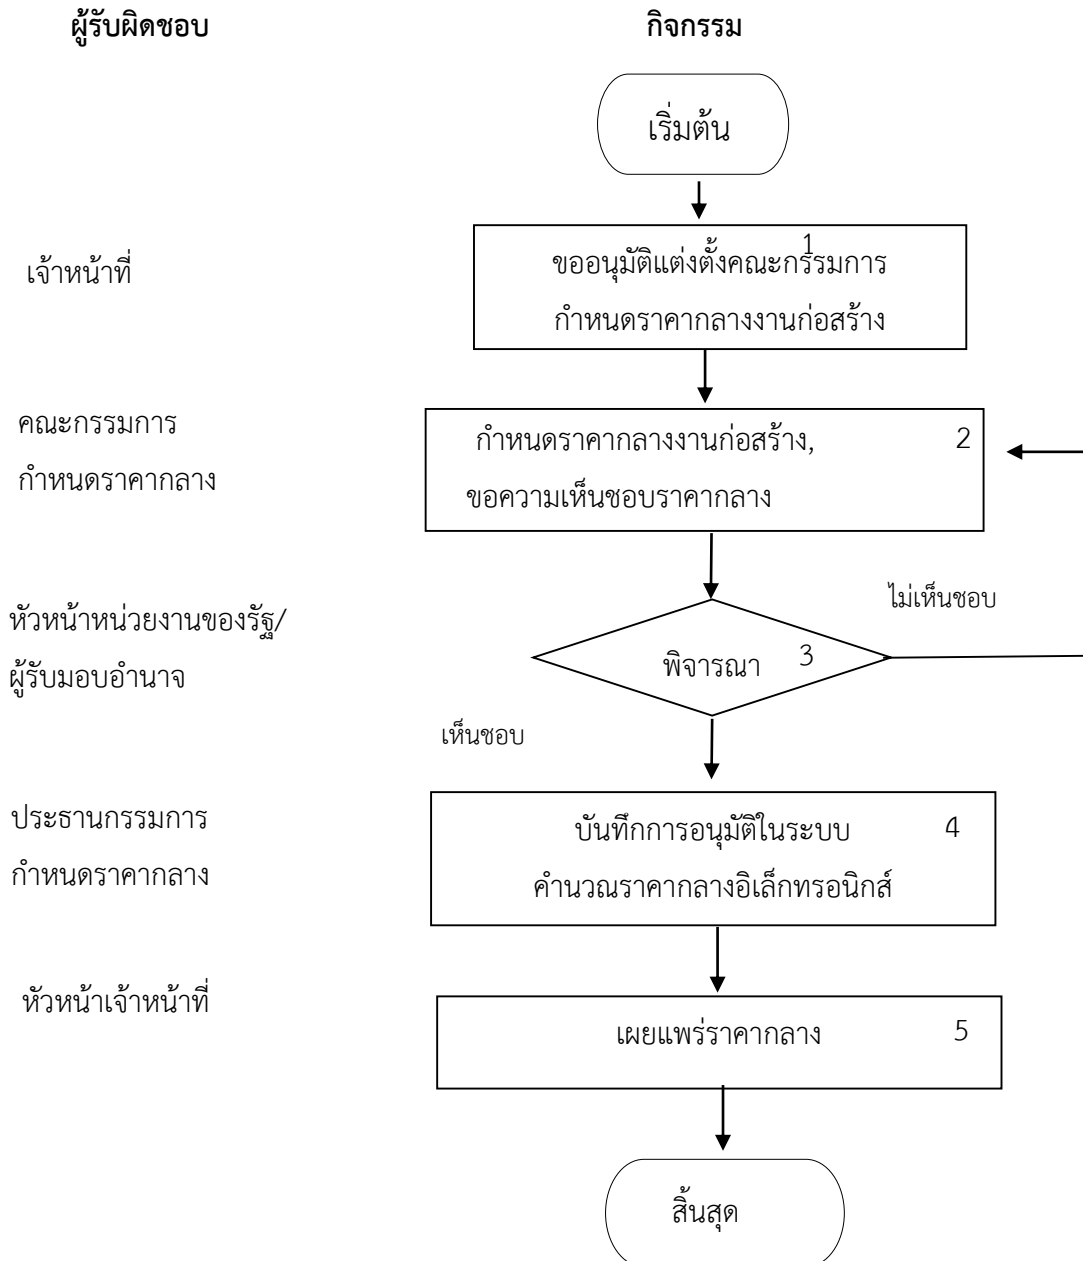 ผู้รับผิดชอบ
กิจกรรม
เริ่มต้น
เจ้าหน้าที่
1
ขออนุมัติแต่งตั้งคณะกรรมการ
กำหนดราคากลางงานก่อสร้าง
คณะกรรมการ
กำหนดราคากลาง
กำหนดราคากลางงานก่อสร้าง, 2
ขอความเห็นชอบราคากลาง
หัวหน้าหน่วยงานของรัฐ/
ผู้รับมอบอำนาจ
ไม่เห็นชอบ
พิจารณา 3
เห็นชอบ
ประธานกรรมการ
กำหนดราคากลาง
บันทึกการอนุมัติในระบบ 4
คำนวณราคากลางอิเล็กทรอนิกส์
หัวหน้าเจ้าหน้าที่
เผยแพร่ราคากลาง 5
สิ้นสุด